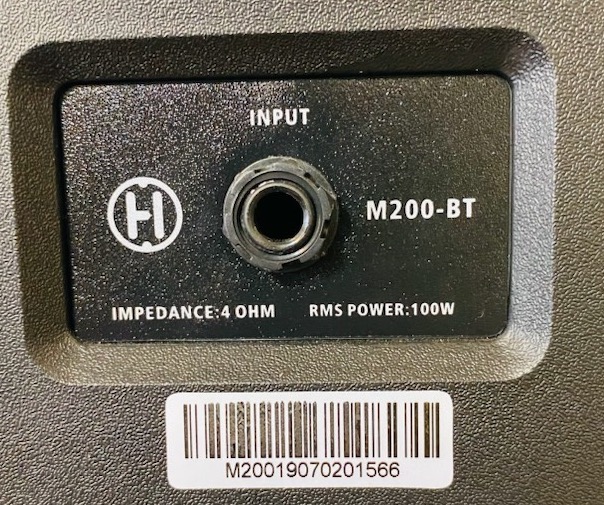 INPUT
H
M200-BT
IMPEDANCE:4 OHM RMS POWER:100W
M20019070201566